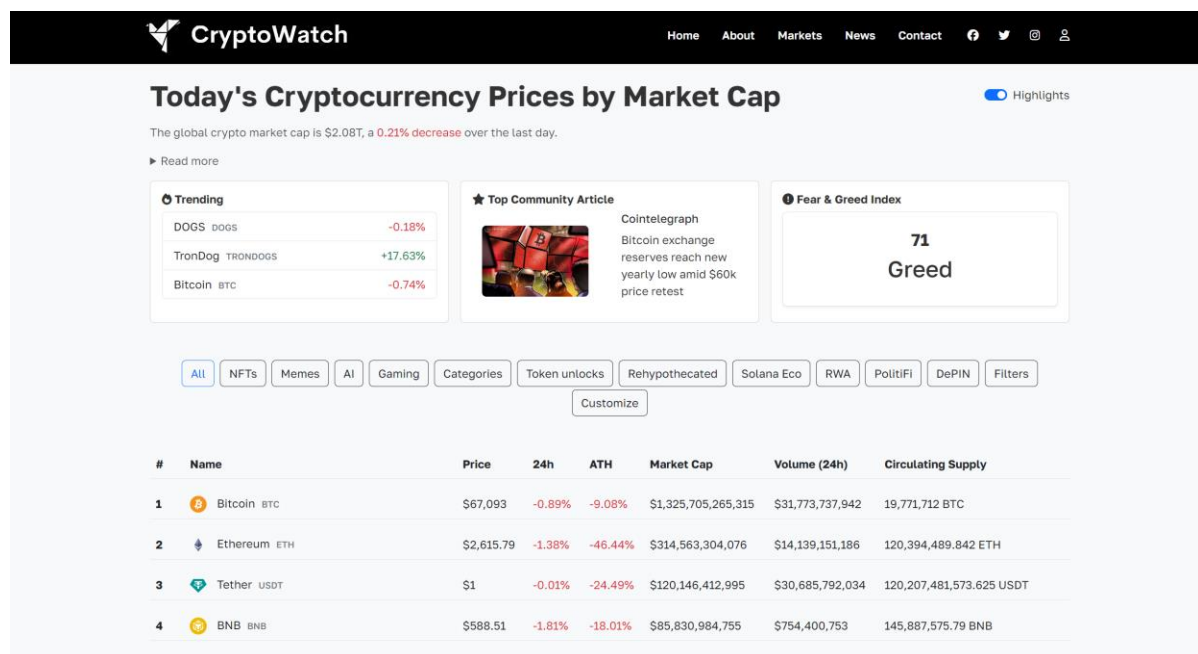 CryptoWatch
Home About Markets News Contact
Today's Cryptocurrency Prices by Market Cap
Highlights
The global crypto market cap is $2.08T, a 0.21% decrease over the last day.
Read more
Trending
DOGS DOGS -0.18%
TronDog TRONDOGS +17.63%
Bitcoin BTC -0.74%
Top Community Article
Cointelegraph
Bitcoin exchange
reserves reach new
yearly low amid $60k
price retest
Fear & Greed Index
71
Greed
All NFTs Memes AI Gaming Categories Token unlocks Rehypothecated Solana Eco RWA PolitiFi DePIN Filters
Customize
# Name Price 24h ATH Market Cap Volume (24h) Circulating Supply
1 Bitcoin BTC $67,093 -0.89% -9.08% $1,325,705,265,315 $31,773,737,942 19,771,712 BTC
2 Ethereum ETH $2,615.79 -1.38% -46.44% $314,563,304,076 $14,139,151,186 120,394,489.842 ETH
3 Tether USDT $1 -0.01% -24.49% $120,146,412,995 $30,685,792,034 120,207,481,573.625 USDT
4 BNB BNB $588.51 -1.81% -18.01% $85,830,984,755 $754,400,753 145,887,575.79 BNB